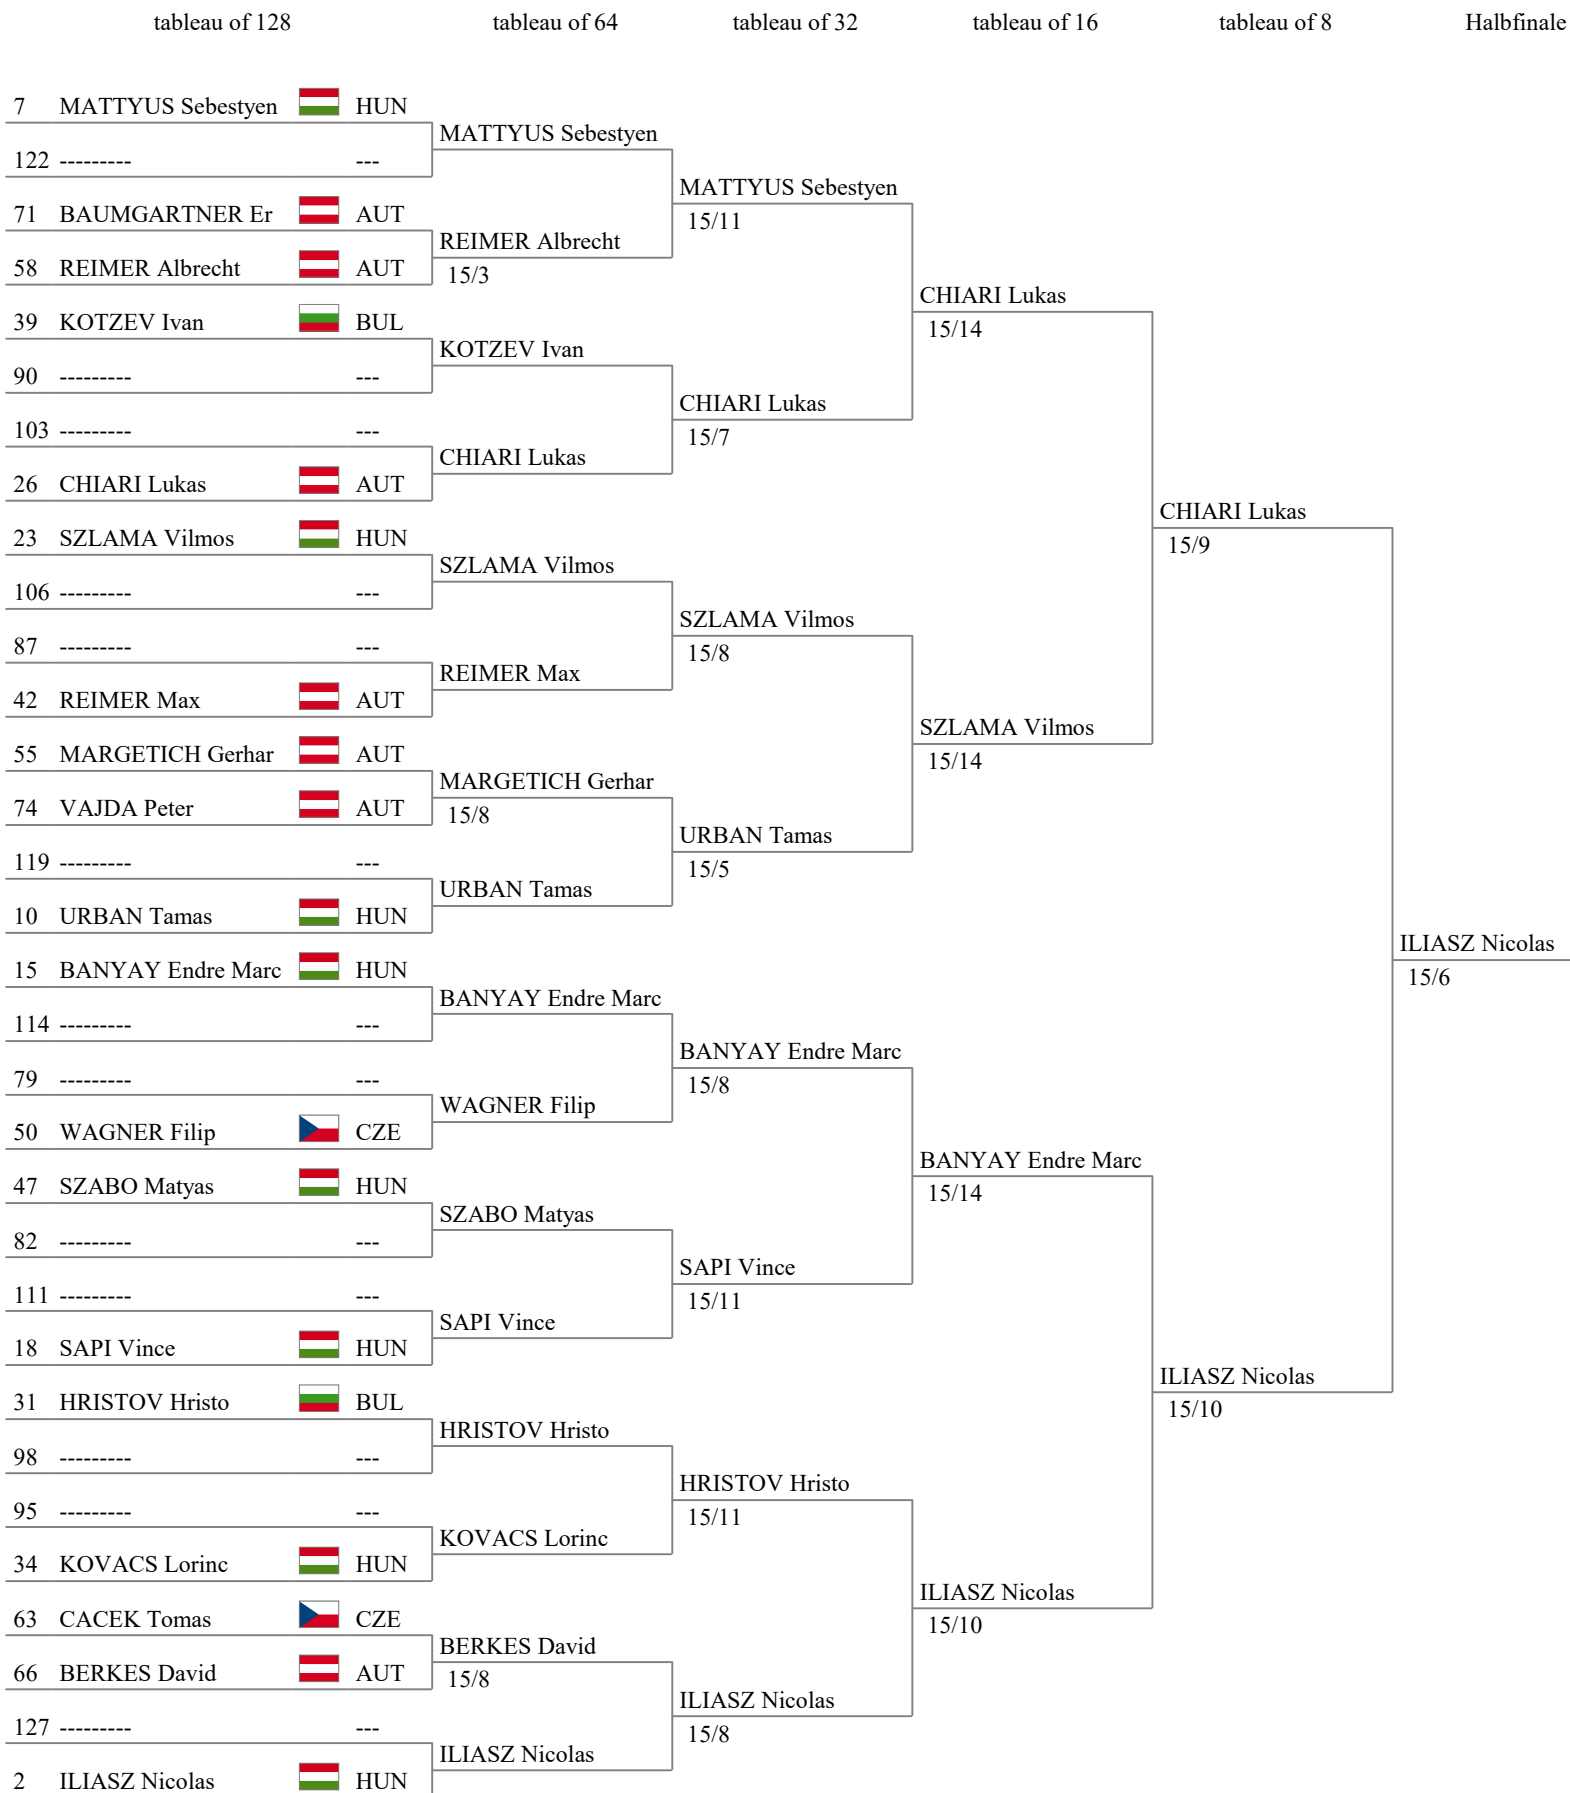 tableau of 128 tableau of 64 tableau of 32 tableau of 16 tableau of 8 Halbfinale
7 MATTYUS Sebestyen HUN
MATTYUS Sebestyen
122 --------- ---
MATTYUS Sebestyen
71 BAUMGARTNER Er AUT
15/11
REIMER Albrecht
58 REIMER Albrecht AUT
15/3
CHIARI Lukas
39 KOTZEV Ivan BUL
15/14
KOTZEV Ivan
90 --------- ---
CHIARI Lukas
103 --------- ---
15/7
CHIARI Lukas
26 CHIARI Lukas AUT
CHIARI Lukas
23 SZLAMA Vilmos HUN
15/9
SZLAMA Vilmos
106 --------- ---
SZLAMA Vilmos
87 --------- ---
15/8
REIMER Max
42 REIMER Max AUT
SZLAMA Vilmos
55 MARGETICH Gerhar AUT
15/14
MARGETICH Gerhar
74 VAJDA Peter AUT
15/8
URBAN Tamas
119 --------- ---
15/5
URBAN Tamas
10 URBAN Tamas HUN
ILIASZ Nicolas
15 BANYAY Endre Marc HUN
15/6
BANYAY Endre Marc
114 --------- ---
BANYAY Endre Marc
79 --------- ---
15/8
WAGNER Filip
50 WAGNER Filip CZE
BANYAY Endre Marc
47 SZABO Matyas HUN
15/14
SZABO Matyas
82 --------- ---
SAPI Vince
111 --------- ---
15/11
SAPI Vince
18 SAPI Vince HUN
ILIASZ Nicolas
31 HRISTOV Hristo BUL
15/10
HRISTOV Hristo
98 --------- ---
HRISTOV Hristo
95 --------- ---
15/11
KOVACS Lorinc
34 KOVACS Lorinc HUN
ILIASZ Nicolas
63 CACEK Tomas CZE
15/10
BERKES David
66 BERKES David AUT
15/8
ILIASZ Nicolas
127 --------- ---
15/8
ILIASZ Nicolas
2 ILIASZ Nicolas HUN